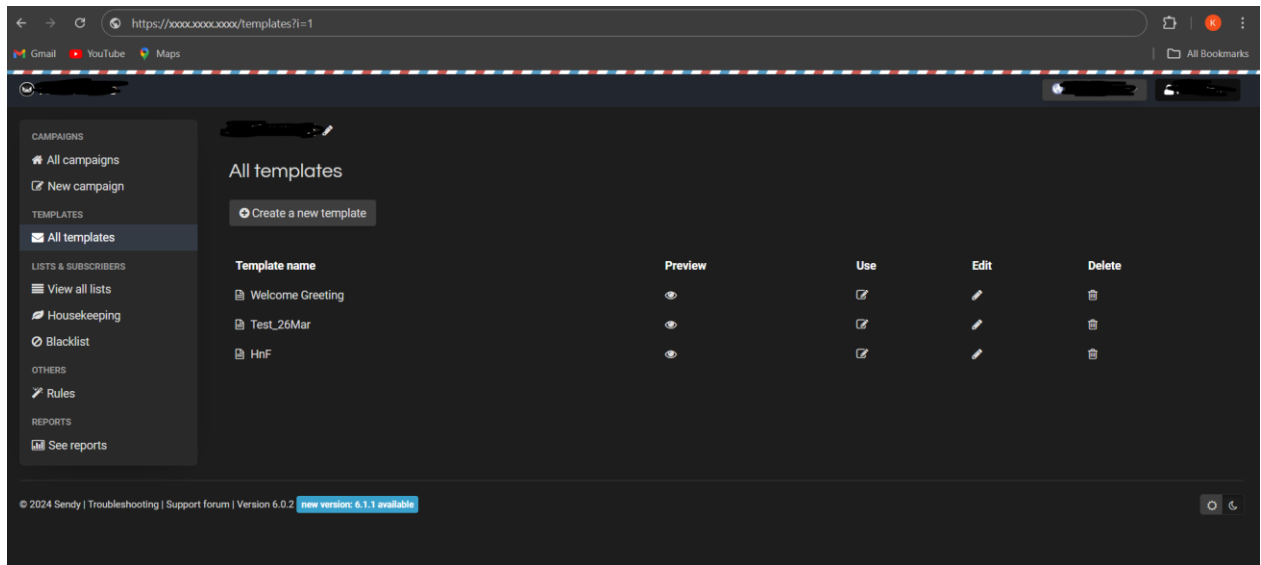 https://xxxx.xxxx.xxxx/templates?i=1
K
Gmail YouTube Maps
All Bookmarks
CAMPAIGNS
All campaigns
New campaign
TEMPLATES
All templates
LISTS & SUBSCRIBERS
View all lists
Housekeeping
Blacklist
OTHERS
Rules
REPORTS
See reports
All templates
Create a new template
Template name Preview Use Edit Delete
Welcome Greeting
Test_26Mar
HnF
© 2024 Sendy | Troubleshooting | Support forum | Version 6.0.2 new version: 6.1.1 available